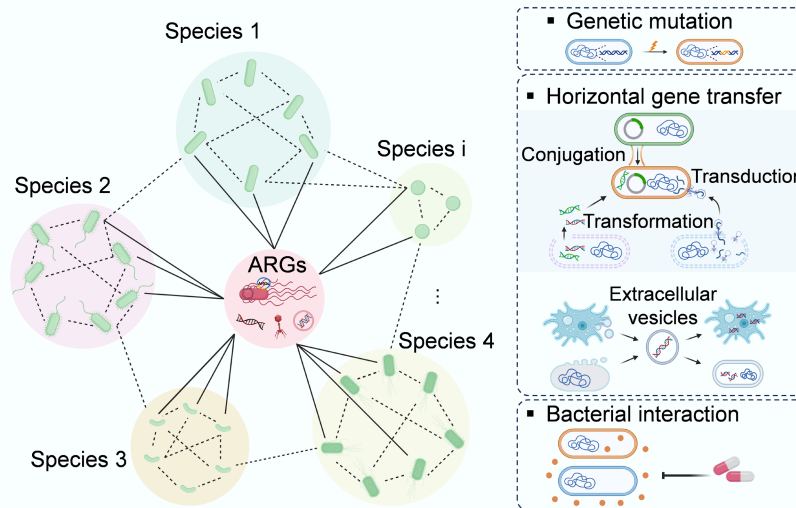 Species 1
Species i
Species 2
ARGs
⋮
Species 4
Species 3
▪ Genetic mutation
▪ Horizontal gene transfer
Conjugation
Transduction
Transformation
Extracellular
vesicles
▪ Bacterial interaction